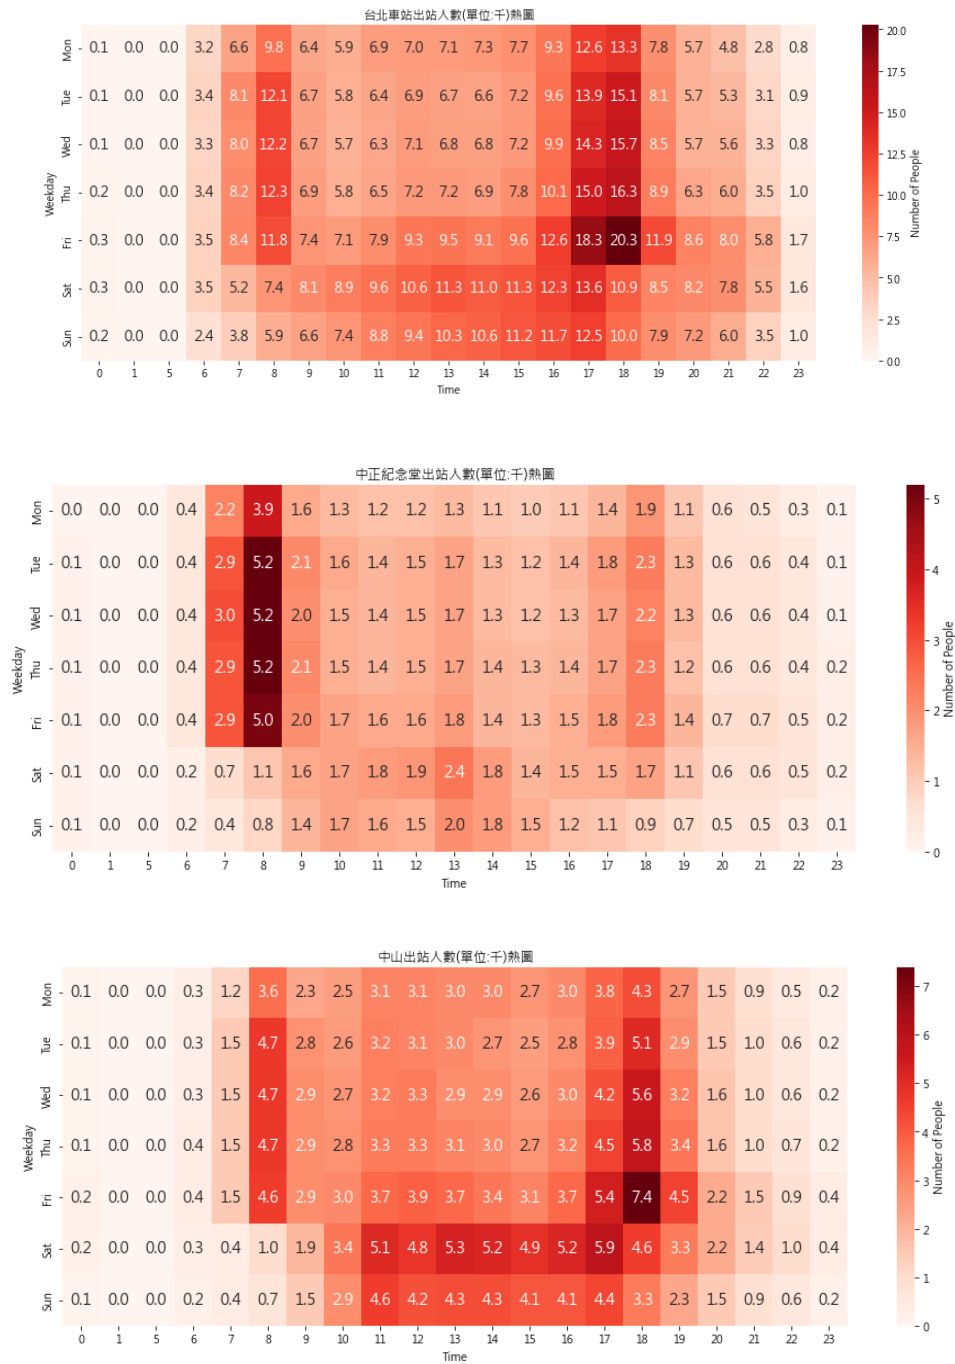 台北車站出站人數(單位:千)熱圖
Mon 0.1 0.0 0.0 3.2 6.6 9.8 6.4 5.9 6.9 7.0 7.1 7.3 7.7 9.3 12.6 13.3 7.8 5.7 4.8 2.8 0.8
Tue 0.1 0.0 0.0 3.4 8.1 12.1 6.7 5.8 6.4 6.9 6.7 6.6 7.2 9.6 13.9 15.1 8.1 5.7 5.3 3.1 0.9
Wed 0.1 0.0 0.0 3.3 8.0 12.2 6.7 5.7 6.3 7.1 6.8 6.8 7.2 9.9 14.3 15.7 8.5 5.7 5.6 3.3 0.8
Thu 0.2 0.0 0.0 3.4 8.2 12.3 6.9 5.8 6.5 7.2 7.2 6.9 7.8 10.1 15.0 16.3 8.9 6.3 6.0 3.5 1.0
Fri 0.3 0.0 0.0 3.5 8.4 11.8 7.4 7.1 7.9 9.3 9.5 9.1 9.6 12.6 18.3 20.3 11.9 8.6 8.0 5.8 1.7
Sat 0.3 0.0 0.0 3.5 5.2 7.4 8.1 8.9 9.6 10.6 11.3 11.0 11.3 12.3 13.6 10.9 8.5 8.2 7.8 5.5 1.6
Sun 0.2 0.0 0.0 2.4 3.8 5.9 6.6 7.4 8.8 9.4 10.3 10.6 11.2 11.7 12.5 10.0 7.9 7.2 6.0 3.5 1.0
0 1 5 6 7 8 9 10 11 12 13 14 15 16 17 18 19 20 21 22 23
Time
Weekday
20.0
17.5
15.0
12.5
10.0
7.5
5.0
2.5
0.0
Number of People
中正紀念堂出站人數(單位:千)熱圖
Mon 0.0 0.0 0.0 0.4 2.2 3.9 1.6 1.3 1.2 1.2 1.3 1.1 1.0 1.1 1.4 1.9 1.1 0.6 0.5 0.3 0.1
Tue 0.1 0.0 0.0 0.4 2.9 5.2 2.1 1.6 1.4 1.5 1.7 1.3 1.2 1.4 1.8 2.3 1.3 0.6 0.6 0.4 0.1
Wed 0.1 0.0 0.0 0.4 3.0 5.2 2.0 1.5 1.4 1.5 1.7 1.3 1.2 1.3 1.7 2.2 1.3 0.6 0.6 0.4 0.1
Thu 0.1 0.0 0.0 0.4 2.9 5.2 2.1 1.5 1.4 1.5 1.7 1.4 1.3 1.4 1.7 2.3 1.2 0.6 0.6 0.4 0.2
Fri 0.1 0.0 0.0 0.4 2.9 5.0 2.0 1.7 1.6 1.6 1.8 1.4 1.3 1.5 1.8 2.3 1.4 0.7 0.7 0.5 0.2
Sat 0.1 0.0 0.0 0.2 0.7 1.1 1.6 1.7 1.8 1.9 2.4 1.8 1.4 1.5 1.5 1.7 1.1 0.6 0.6 0.5 0.2
Sun 0.1 0.0 0.0 0.2 0.4 0.8 1.4 1.7 1.6 1.5 2.0 1.8 1.5 1.2 1.1 0.9 0.7 0.5 0.5 0.3 0.1
0 1 5 6 7 8 9 10 11 12 13 14 15 16 17 18 19 20 21 22 23
Time
Weekday
5
4
3
2
1
0
Number of People
中山出站人數(單位:千)熱圖
Mon 0.1 0.0 0.0 0.3 1.2 3.6 2.3 2.5 3.1 3.1 3.0 3.0 2.7 3.0 3.8 4.3 2.7 1.5 0.9 0.5 0.2
Tue 0.1 0.0 0.0 0.3 1.5 4.7 2.8 2.6 3.2 3.1 3.0 2.7 2.5 2.8 3.9 5.1 2.9 1.5 1.0 0.6 0.2
Wed 0.1 0.0 0.0 0.3 1.5 4.7 2.9 2.7 3.2 3.3 2.9 2.9 2.6 3.0 4.2 5.6 3.2 1.6 1.0 0.6 0.2
Thu 0.1 0.0 0.0 0.4 1.5 4.7 2.9 2.8 3.3 3.3 3.1 3.0 2.7 3.2 4.5 5.8 3.4 1.6 1.0 0.7 0.2
Fri 0.2 0.0 0.0 0.4 1.5 4.6 2.9 3.0 3.7 3.9 3.7 3.4 3.1 3.7 5.4 7.4 4.5 2.2 1.5 0.9 0.4
Sat 0.2 0.0 0.0 0.3 0.4 1.0 1.9 3.4 5.1 4.8 5.3 5.2 4.9 5.2 5.9 4.6 3.3 2.2 1.4 1.0 0.4
Sun 0.1 0.0 0.0 0.2 0.4 0.7 1.5 2.9 4.6 4.2 4.3 4.3 4.1 4.1 4.4 3.3 2.3 1.5 0.9 0.6 0.2
0 1 5 6 7 8 9 10 11 12 13 14 15 16 17 18 19 20 21 22 23
Time
Weekday
7
6
5
4
3
2
1
0
Number of People